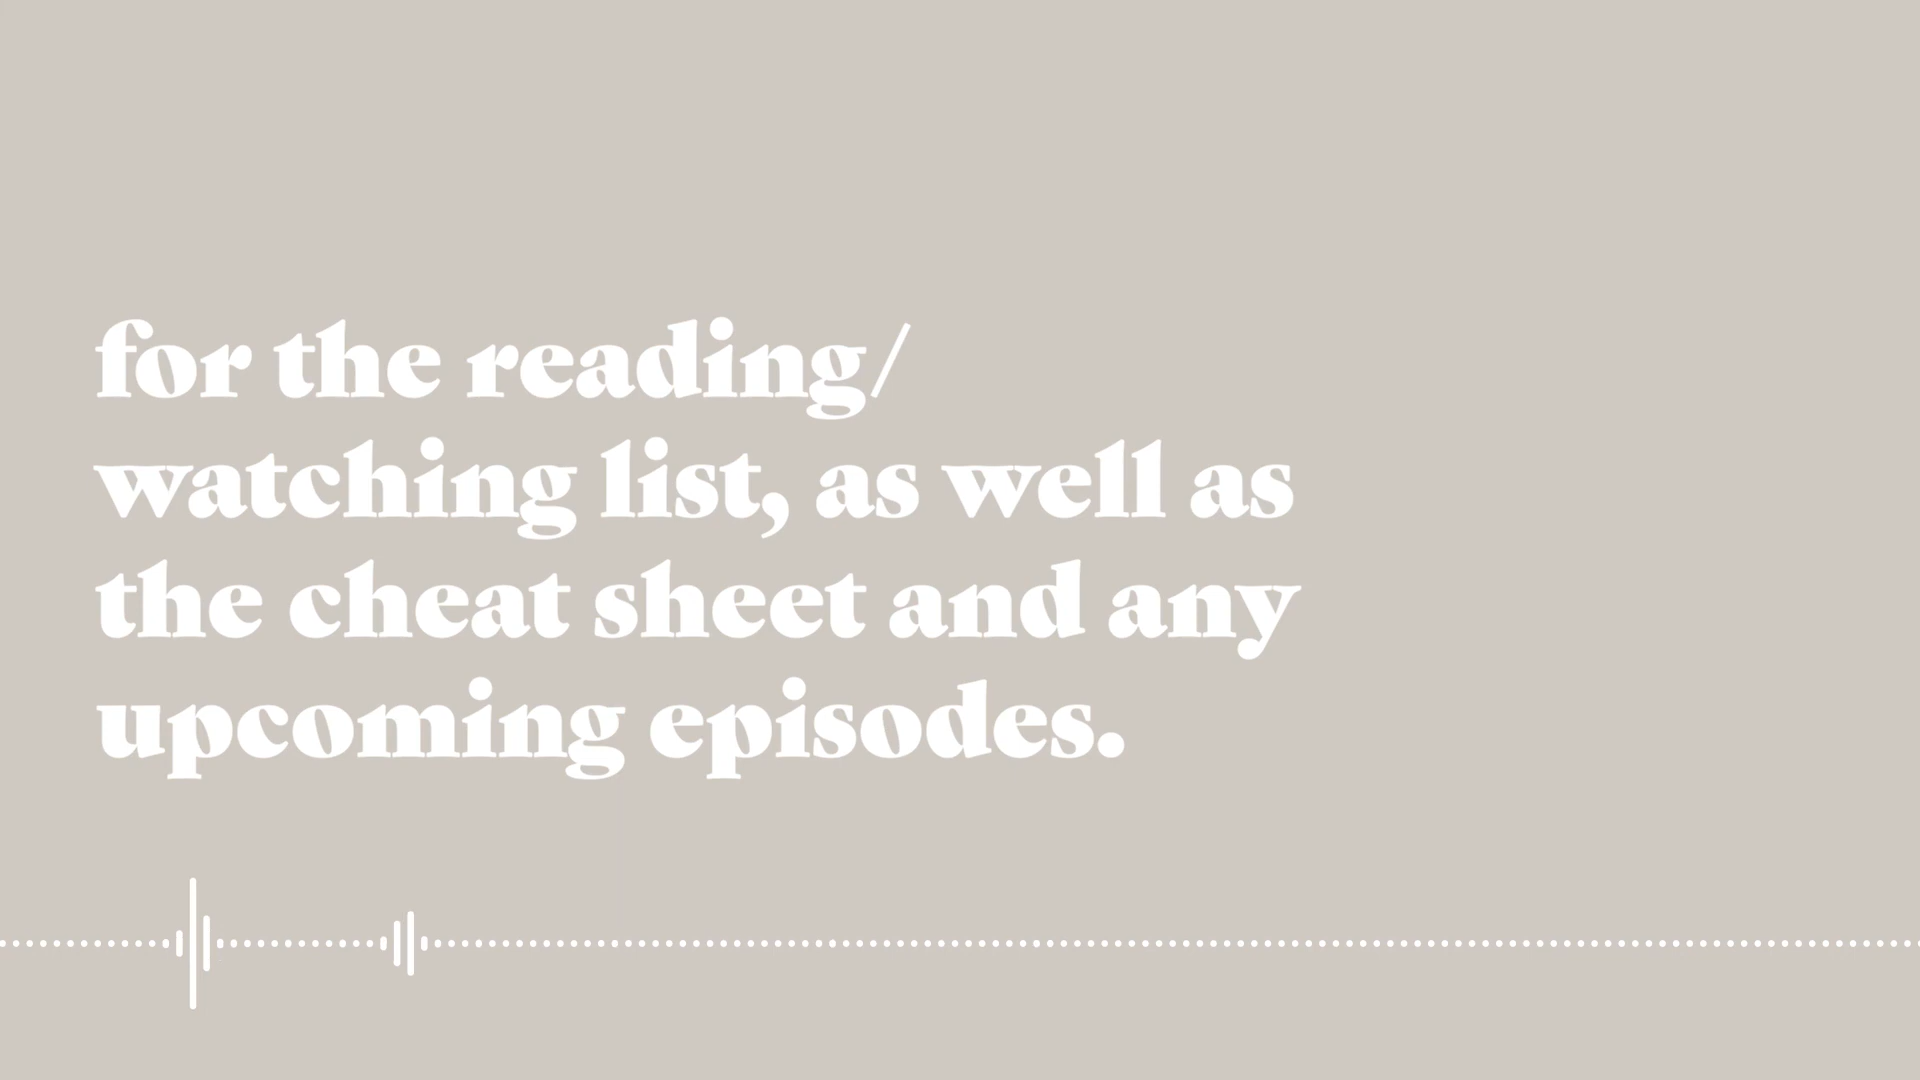 for the reading/
watching list, as well as
the cheat sheet and any
upcoming episodes.